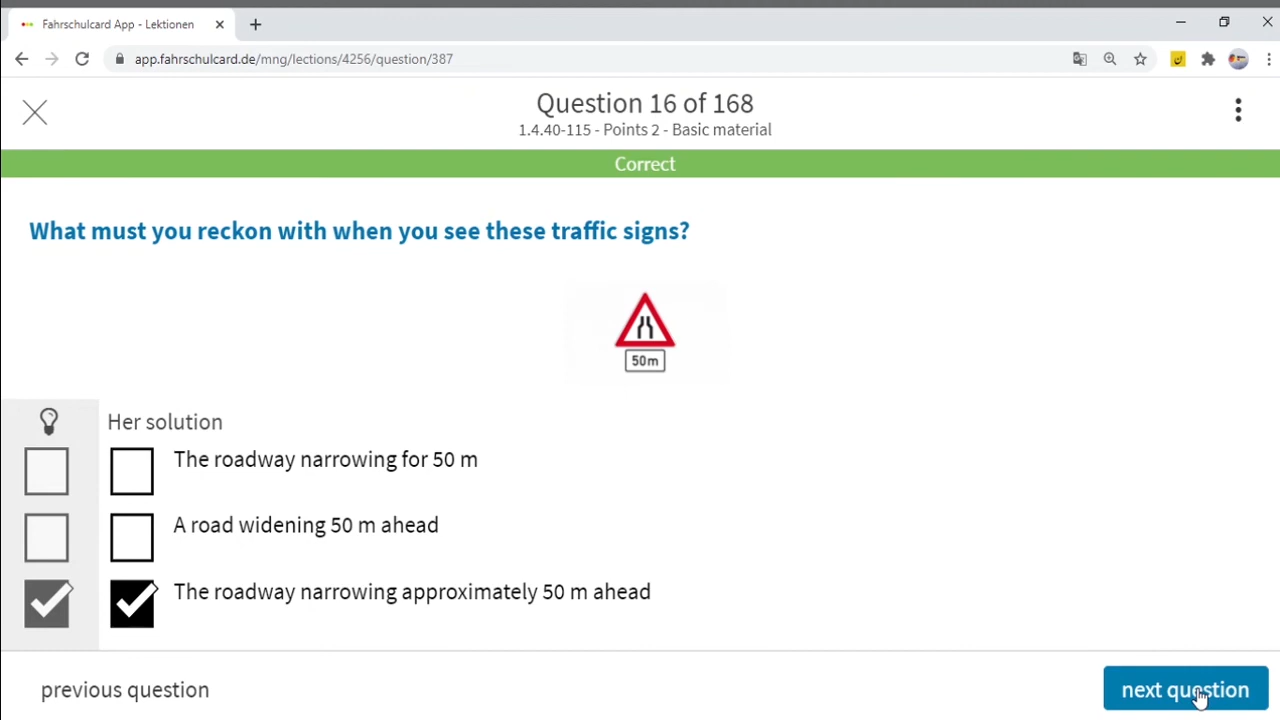 Fahrschulcard App - Lektionen
app.fahrschulcard.de/mng/lections/4256/question/387
Question 16 of 168
1.4.40-115 - Points 2 - Basic material
Correct
What must you reckon with when you see these traffic signs?
50m
Her solution
The roadway narrowing for 50 m
A road widening 50 m ahead
The roadway narrowing approximately 50 m ahead
previous question
next question